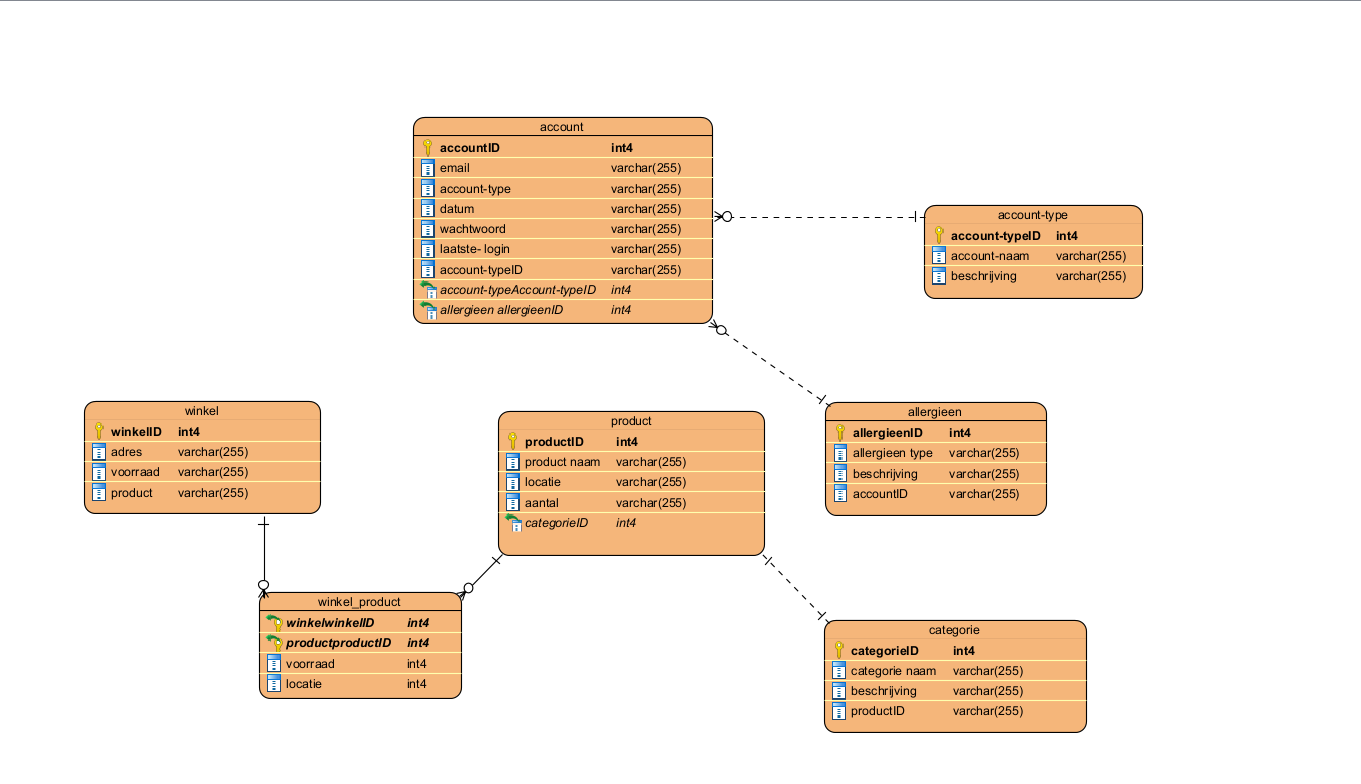 account
accountID int4
email varchar(255)
account-type varchar(255)
datum varchar(255)
wachtwoord varchar(255)
laatste- login varchar(255)
account-typeID varchar(255)
account-typeAccount-typeID int4
allergieen allergieenID int4
account-type
account-typeID int4
account-naam varchar(255)
beschrijving varchar(255)
winkel
winkelID int4
adres varchar(255)
voorraad varchar(255)
product varchar(255)
product
productID int4
product naam varchar(255)
locatie varchar(255)
aantal varchar(255)
categorieID int4
allergieen
allergieenID int4
allergieen type varchar(255)
beschrijving varchar(255)
accountID varchar(255)
winkel_product
winkelwinkelID int4
productproductID int4
voorraad int4
locatie int4
categorie
categorieID int4
categorie naam varchar(255)
beschrijving varchar(255)
productID varchar(255)